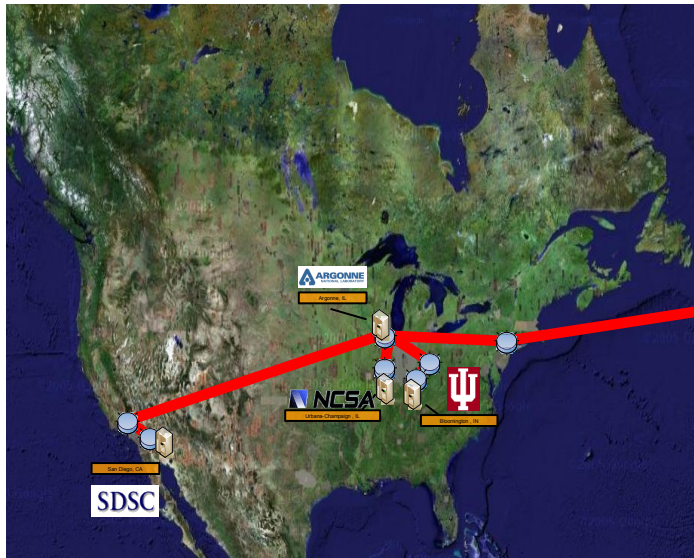 ARGONNE
NATIONAL LABORATORY
Argonne, IL
NCSA
Urbana-Champaign , IL
Bloomington , IN
San Diego, CA
SDSC